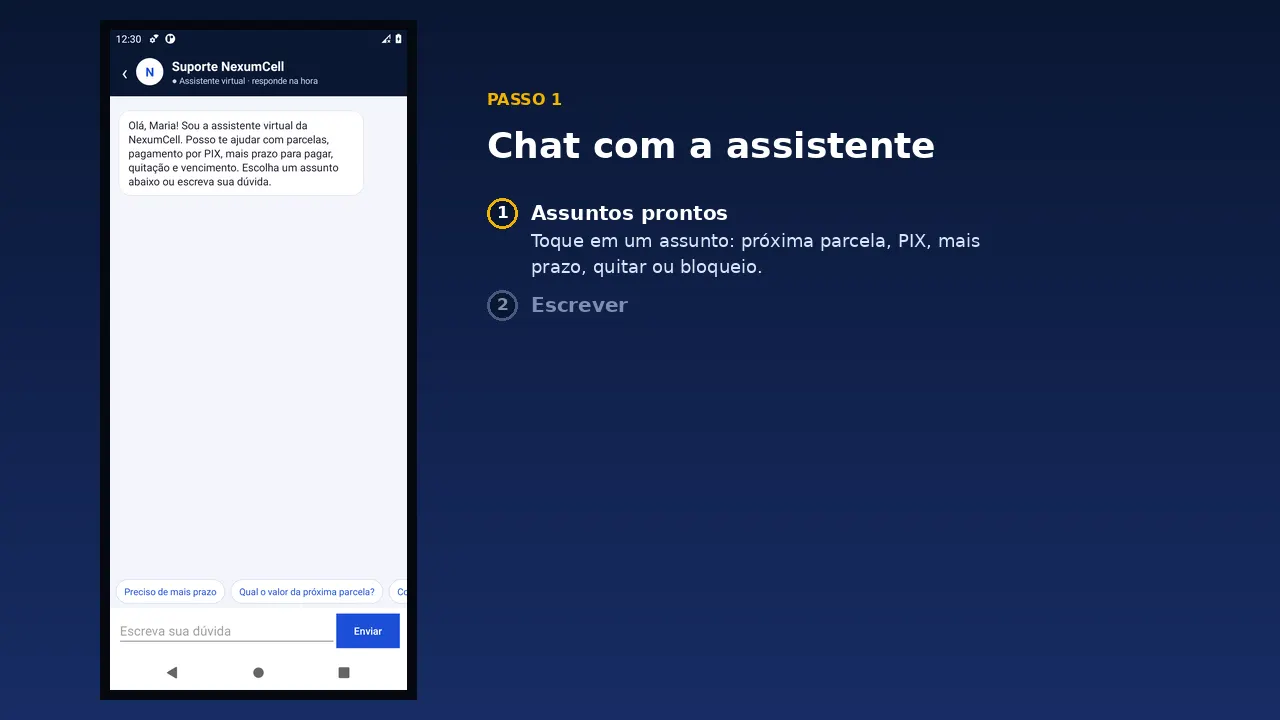 12:30
‹
N
Suporte NexumCell
● Assistente virtual · responde na hora
Olá, Maria! Sou a assistente virtual da
NexumCell. Posso te ajudar com parcelas,
pagamento por PIX, mais prazo para pagar,
quitação e vencimento. Escolha um assunto
abaixo ou escreva sua dúvida.
Preciso de mais prazo
Qual o valor da próxima parcela?
Co
Escreva sua dúvida
Enviar
PASSO 1
Chat com a assistente
1
Assuntos prontos
Toque em um assunto: próxima parcela, PIX, mais
prazo, quitar ou bloqueio.
2
Escrever